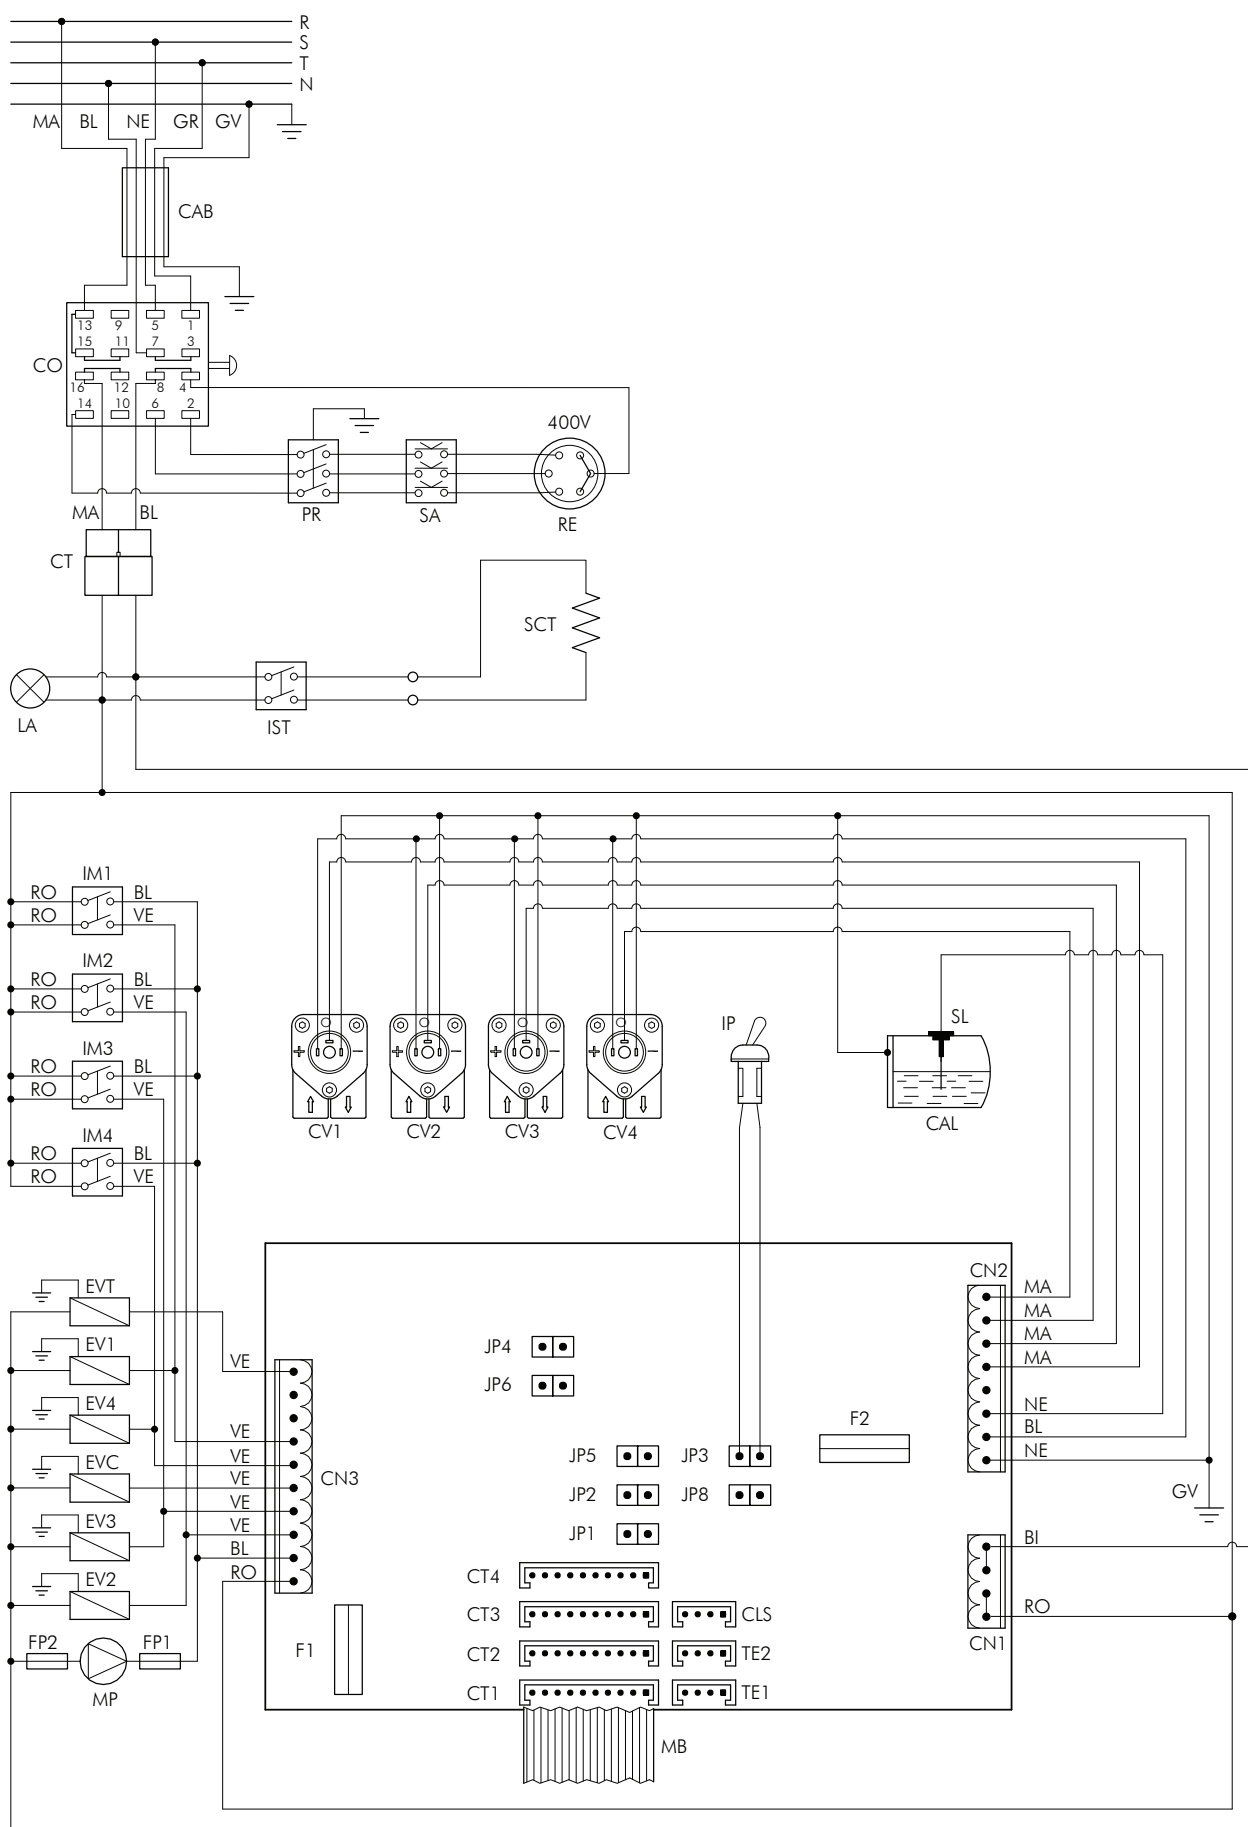 R
S
T
N
MA BL NE GR GV
CAB
13 9 5 1
15 11 7 3
CO
16 12 8 4
14 10 6 2
400V
PR SA RE
MA BL
CT
SCT
LA IST
IM1
RO BL
RO VE
IM2
RO BL
RO VE
IM3
RO BL
RO VE
IM4
RO BL
RO VE
IP SL
+ − + − + − + −
CV1 CV2 CV3 CV4 CAL
EVT
EV1
EV4
EVC
EV3
EV2
FP2 FP1
MP
VE
VE
VE
VE
VE
VE
BL
RO
CN3
F1
JP4
JP6
JP5 JP3
JP2 JP8
JP1
F2
CT4
CT3 CLS
CT2 TE2
CT1 TE1
MB
CN2
MA
MA
MA
MA
NE
BL
NE
GV
BI
RO
CN1